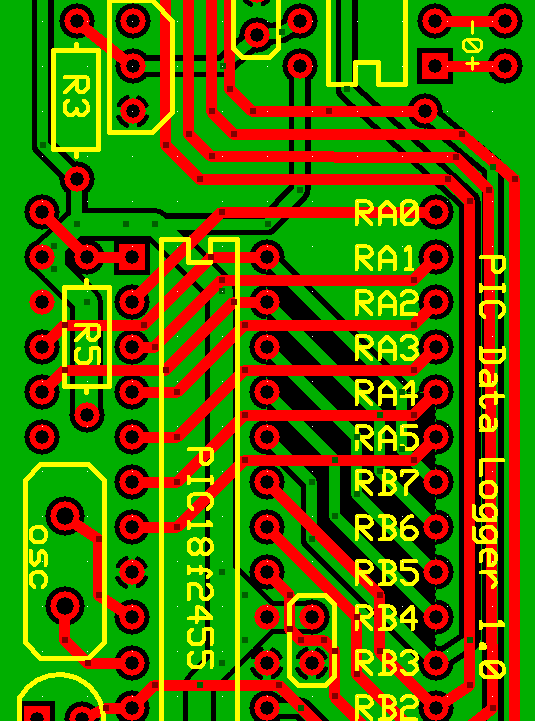 -0+
R3
RA0
RA1
RA2
RA3
RA4
RA5
RB7
RB6
RB5
RB4
RB3
RB2
R5
PIC18f2455
OSC
PIC Data Logger 1.0